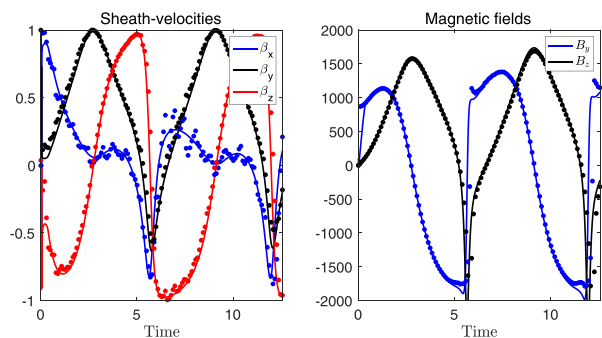 Sheath-velocities
1
0.5
0
-0.5
-1
0
5
10
Time
β_x
β_y
β_z
Magnetic fields
2000
1500
1000
500
0
-500
-1000
-1500
-2000
0
5
10
Time
B_y
B_z